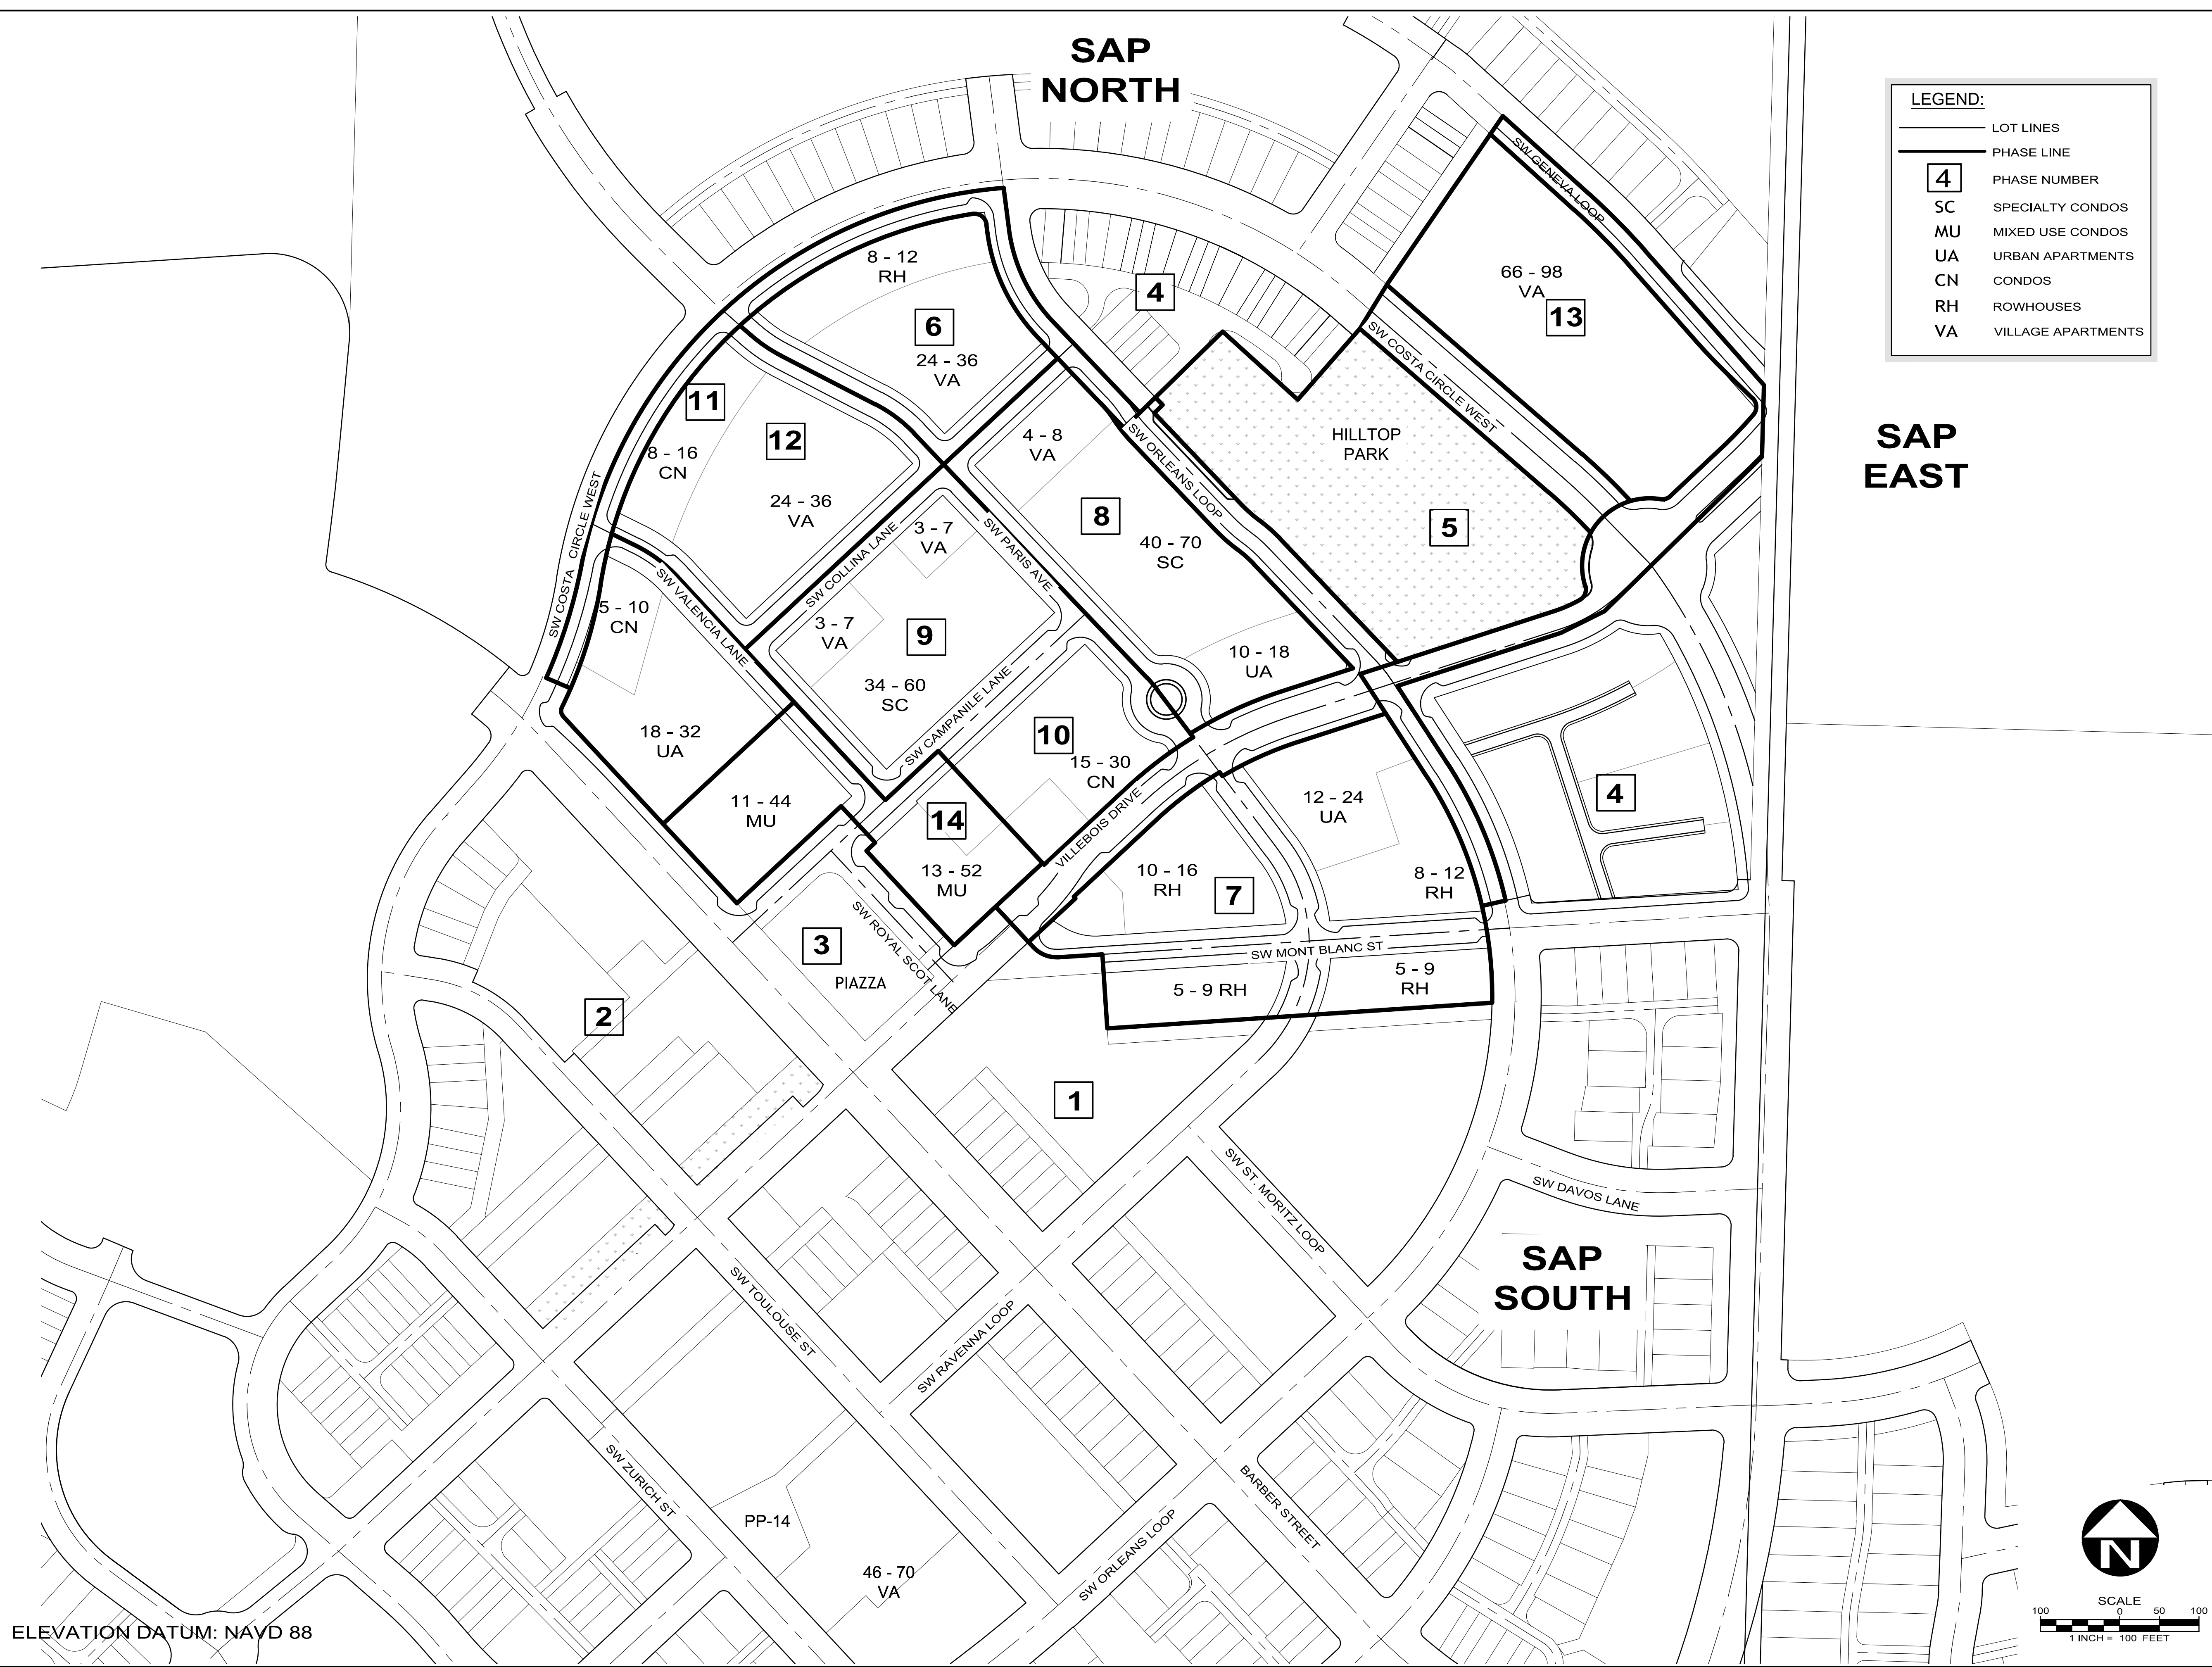 SAP
NORTH
LEGEND:
LOT LINES
PHASE LINE
4 PHASE NUMBER
SC SPECIALTY CONDOS
MU MIXED USE CONDOS
UA URBAN APARTMENTS
CN CONDOS
RH ROWHOUSES
VA VILLAGE APARTMENTS
SW GENEVA LOOP
8 - 12
RH
6
24 - 36
VA
4
66 - 98
VA
13
SW COSTA CIRCLE WEST
11
8 - 16
CN
12
24 - 36
VA
4 - 8
VA
SW ORLEANS LOOP
HILLTOP
PARK
SAP
EAST
SW COSTA CIRCLE WEST
3 - 7
VA
SW COLLINA LANE
SW PARIS AVE
8
40 - 70
SC
5
5 - 10
CN
SW VALENCIA LANE
3 - 7
VA
9
34 - 60
SC
SW CAMPANILE LANE
10 - 18
UA
18 - 32
UA
10
15 - 30
CN
11 - 44
MU
14
13 - 52
MU
VILLEBOIS DRIVE
12 - 24
UA
4
10 - 16
RH
7
8 - 12
RH
3
PIAZZA
SW ROYAL SCOT LANE
SW MONT BLANC ST
5 - 9 RH
5 - 9
RH
2
1
SW ST. MORITZ LOOP
SW DAVOS LANE
SAP
SOUTH
SW TOULOUSE ST
SW RAVENNA LOOP
SW ZURICH ST
BARBER STREET
PP-14
46 - 70
VA
SW ORLEANS LOOP
N
SCALE
100 0 50 100
1 INCH = 100 FEET
ELEVATION DATUM: NAVD 88